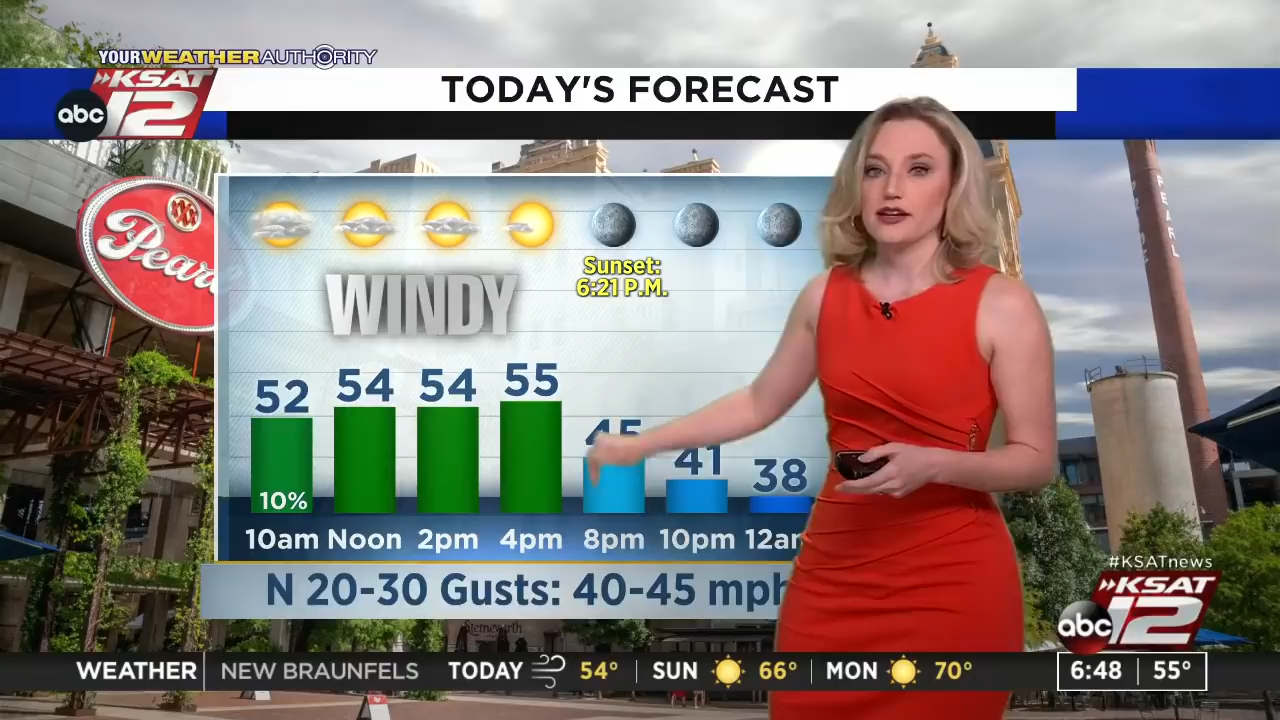 YOURWEATHERAUTHORITY
KSAT
abc 12
TODAY'S FORECAST
Pearl
PEARL
WINDY
Sunset:
6:21 P.M.
52 54 54 55 45 41 38
10%
10am Noon 2pm 4pm 8pm 10pm 12am
N 20-30 Gusts: 40-45 mph
#KSATnews
KSAT
abc 12
WEATHER NEW BRAUNFELS TODAY 54° SUN 66° MON 70° 6:48 55°